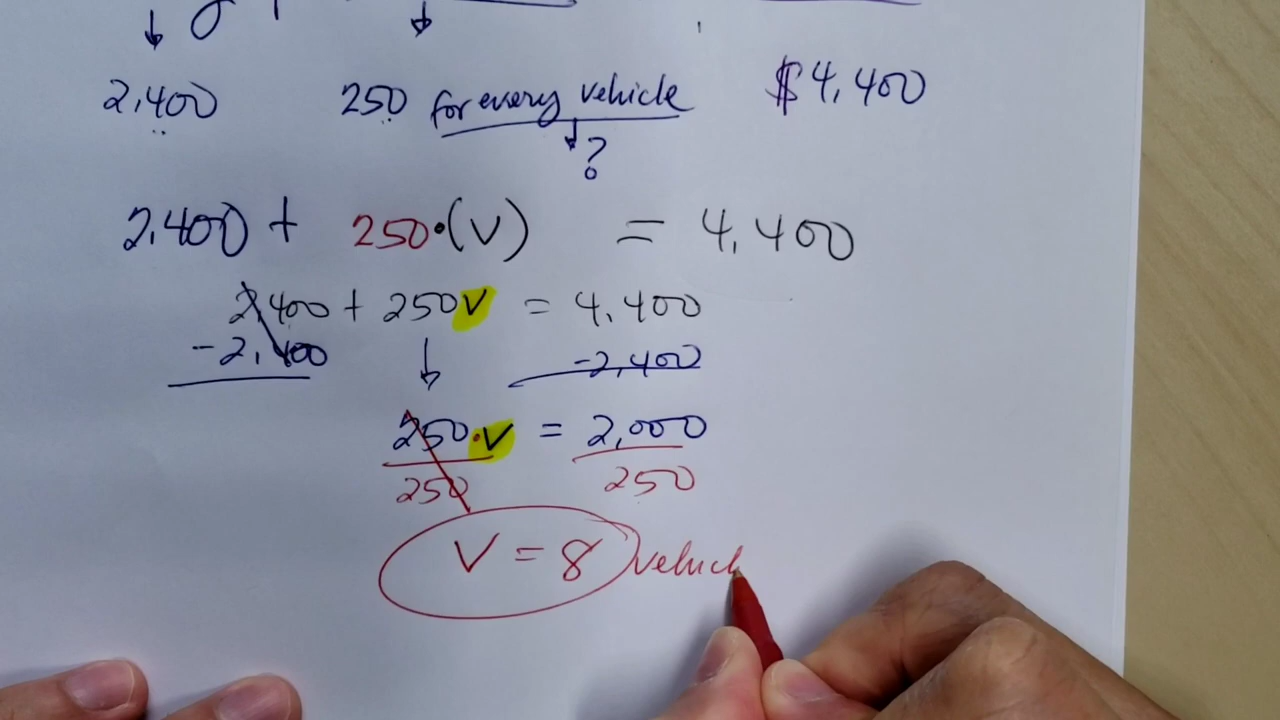 2,400 250 for every vehicle $4,400
?
2,400 + 250·(V) = 4,400
2,400 + 250V = 4,400
-2,400 -2,400
250·V = 2,000
250 250
V = 8 vehicl